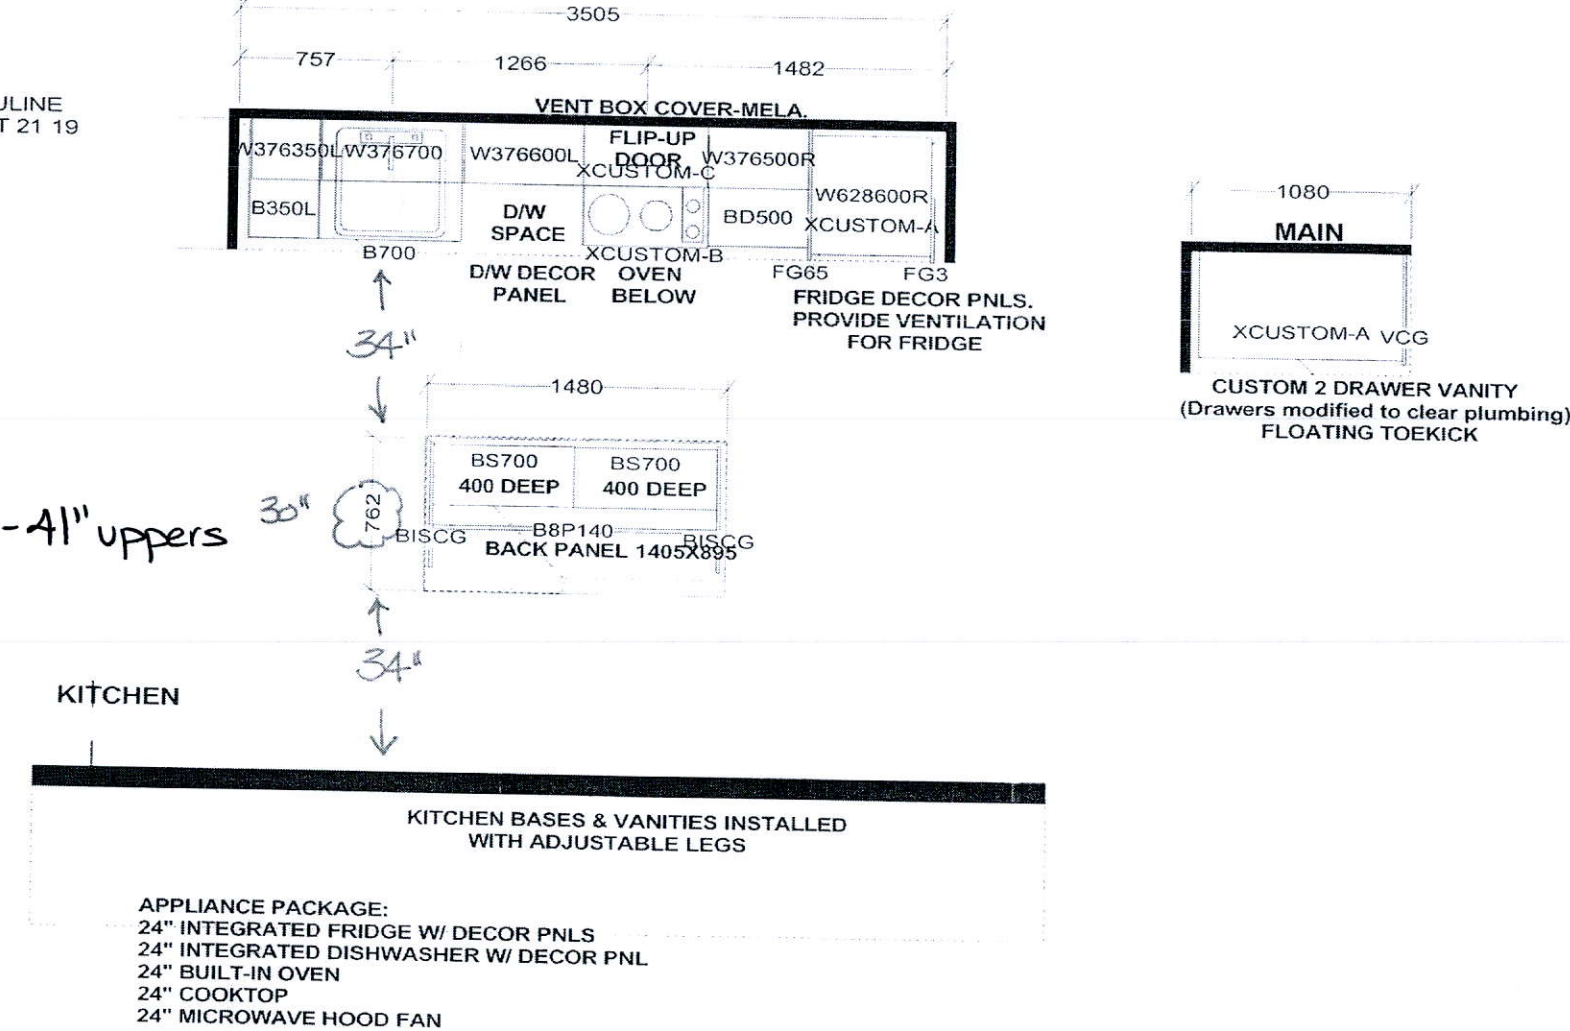 3505
757
1266
1482
ULINE
T 21 19
VENT BOX COVER-MELA.
FLIP-UP
DOOR
W376350L
W376700
W376600L
W376500R
XCUSTOM-C
W628600R
B350L
D/W
SPACE
BD500
XCUSTOM-A
B700
XCUSTOM-B
D/W DECOR
PANEL
OVEN
BELOW
FG65
FG3
FRIDGE DECOR PNLS.
PROVIDE VENTILATION
FOR FRIDGE
1080
MAIN
XCUSTOM-A VCG
CUSTOM 2 DRAWER VANITY
(Drawers modified to clear plumbing)
FLOATING TOEKICK
34"
1480
BS700
400 DEEP
BS700
400 DEEP
-41" uppers
30"
762
BISCG
B8P140
BISCG
BACK PANEL 1405X895
34"
KITCHEN
KITCHEN BASES & VANITIES INSTALLED
WITH ADJUSTABLE LEGS
APPLIANCE PACKAGE:
24" INTEGRATED FRIDGE W/ DECOR PNLS
24" INTEGRATED DISHWASHER W/ DECOR PNL
24" BUILT-IN OVEN
24" COOKTOP
24" MICROWAVE HOOD FAN